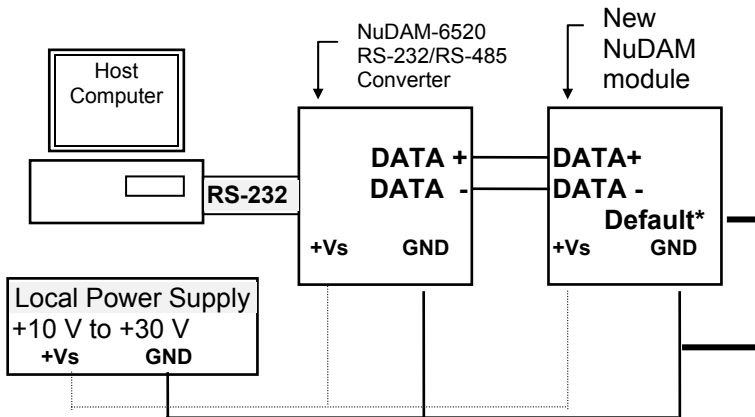 Host
Computer
RS-232
NuDAM-6520
RS-232/RS-485
Converter
DATA +
DATA -
+Vs GND
New
NuDAM
module
DATA+
DATA -
Default*
+Vs GND
Local Power Supply
+10 V to +30 V
+Vs GND